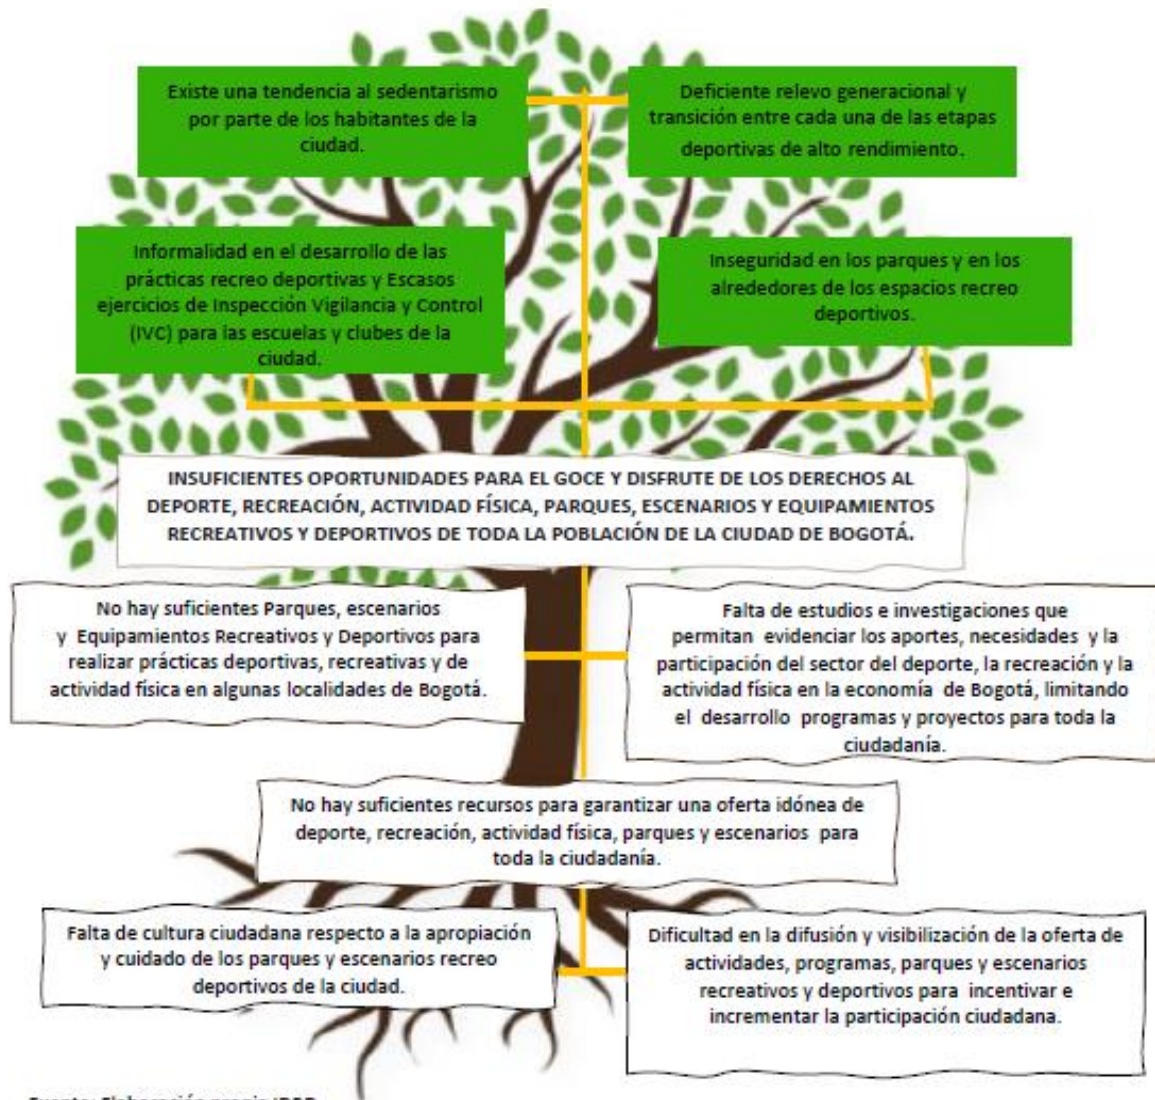 Existe una tendencia al sedentarismo
por parte de los habitantes de la
ciudad.
Deficiente relevo generacional y
transición entre cada una de las etapas
deportivas de alto rendimiento.
Informalidad en el desarrollo de las
prácticas recreo deportivas y Escasos
ejercicios de Inspección Vigilancia y Control
(IVC) para las escuelas y clubes de la
ciudad.
Inseguridad en los parques y en los
alrededores de los espacios recreo
deportivos.
INSUFICIENTES OPORTUNIDADES PARA EL GOCE Y DISFRUTE DE LOS DERECHOS AL
DEPORTE, RECREACIÓN, ACTIVIDAD FÍSICA, PARQUES, ESCENARIOS Y EQUIPAMIENTOS
RECREATIVOS Y DEPORTIVOS DE TODA LA POBLACIÓN DE LA CIUDAD DE BOGOTÁ.
No hay suficientes Parques, escenarios
y Equipamientos Recreativos y Deportivos para
realizar prácticas deportivas, recreativas y de
actividad física en algunas localidades de Bogotá.
Falta de estudios e investigaciones que
permitan evidenciar los aportes, necesidades y la
participación del sector del deporte, la recreación y la
actividad física en la economía de Bogotá, limitando
el desarrollo programas y proyectos para toda la
ciudadanía.
No hay suficientes recursos para garantizar una oferta idónea de
deporte, recreación, actividad física, parques y escenarios para
toda la ciudadanía.
Falta de cultura ciudadana respecto a la apropiación
y cuidado de los parques y escenarios recreo
deportivos de la ciudad.
Dificultad en la difusión y visibilización de la oferta de
actividades, programas, parques y escenarios
recreativos y deportivos para incentivar e
incrementar la participación ciudadana.